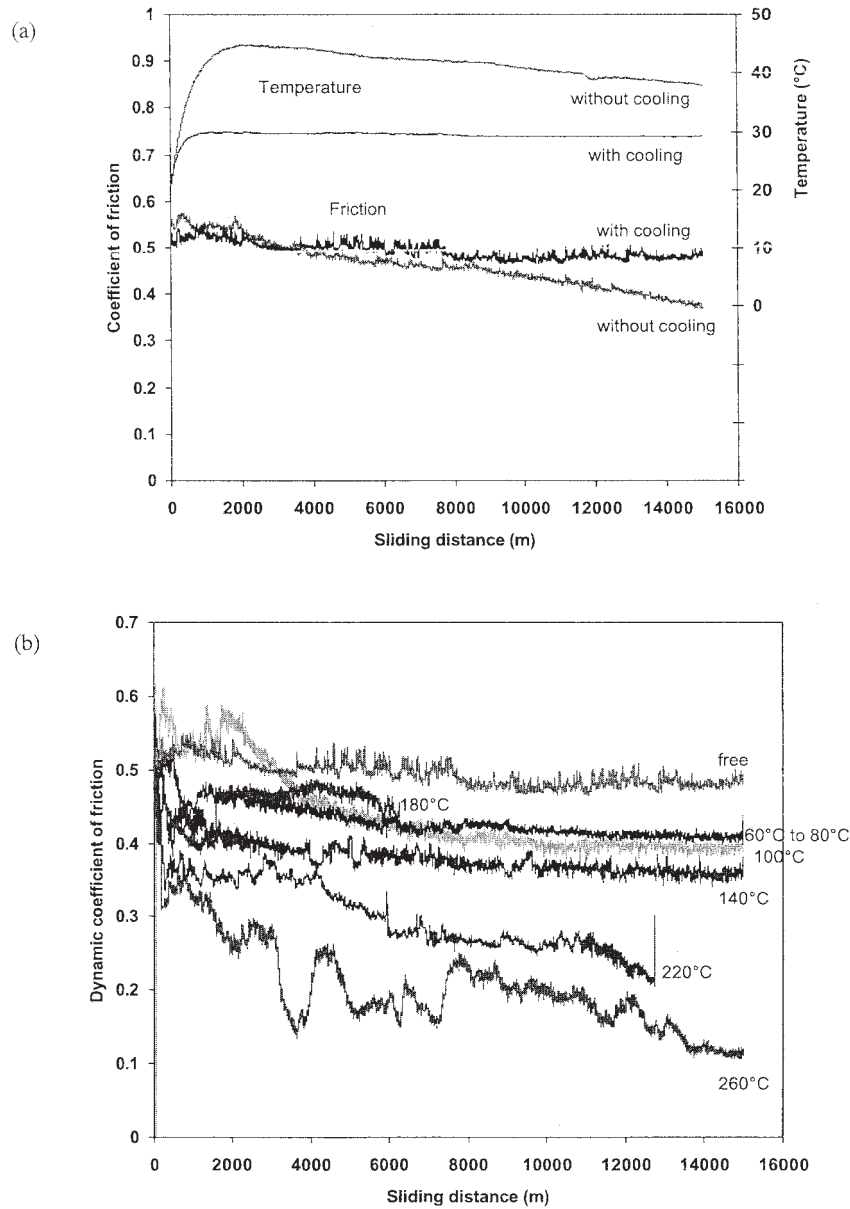 (a)
1
0.9
0.8
0.7
0.6
0.5
0.4
0.3
0.2
0.1
0
Coefficient of friction
50
40
30
20
10
0
Temperature (°C)
Temperature
without cooling
with cooling
Friction
with cooling
without cooling
0 2000 4000 6000 8000 10000 12000 14000 16000
Sliding distance (m)
(b)
0.7
0.6
0.5
0.4
0.3
0.2
0.1
0
Dynamic coefficient of friction
free
180°C
60°C to 80°C
100°C
140°C
220°C
260°C
0 2000 4000 6000 8000 10000 12000 14000 16000
Sliding distance (m)